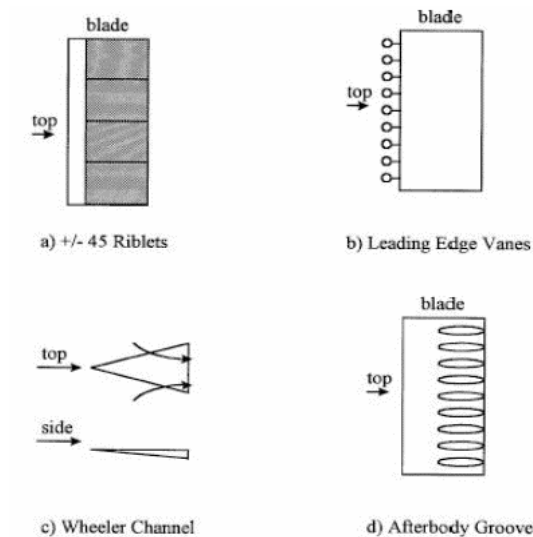 blade
top
a) +/- 45 Riblets
blade
top
b) Leading Edge Vanes
top
side
c) Wheeler Channel
blade
top
d) Afterbody Groove